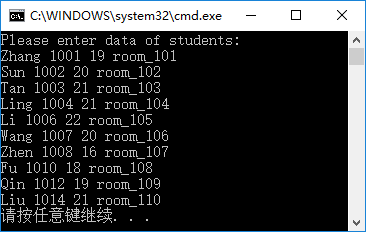 C:\WINDOWS\system32\cmd.exe
Please enter data of students:
Zhang 1001 19 room_101
Sun 1002 20 room_102
Tan 1003 21 room_103
Ling 1004 21 room_104
Li 1006 22 room_105
Wang 1007 20 room_106
Zhen 1008 16 room_107
Fu 1010 18 room_108
Qin 1012 19 room_109
Liu 1014 21 room_110
请按任意键继续. . .